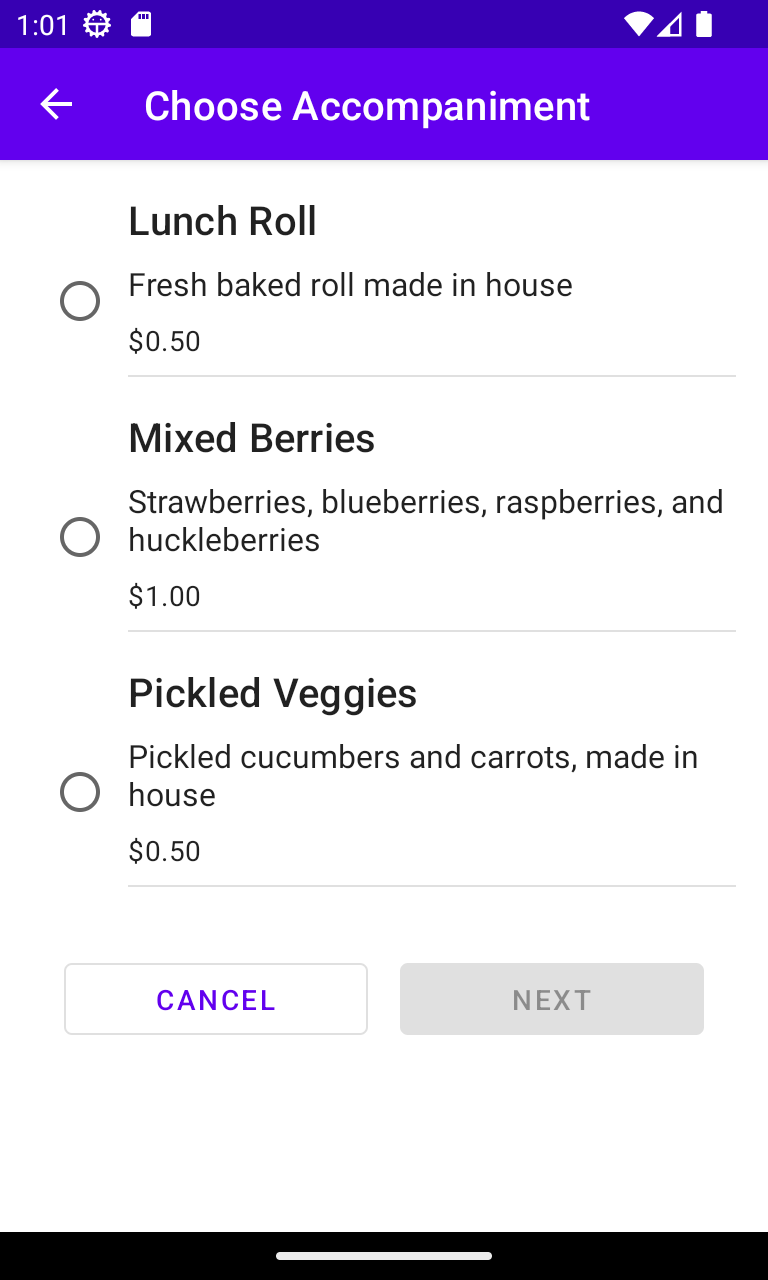 1:01
Choose Accompaniment
Lunch Roll
Fresh baked roll made in house
$0.50
Mixed Berries
Strawberries, blueberries, raspberries, and
huckleberries
$1.00
Pickled Veggies
Pickled cucumbers and carrots, made in
house
$0.50
CANCEL NEXT